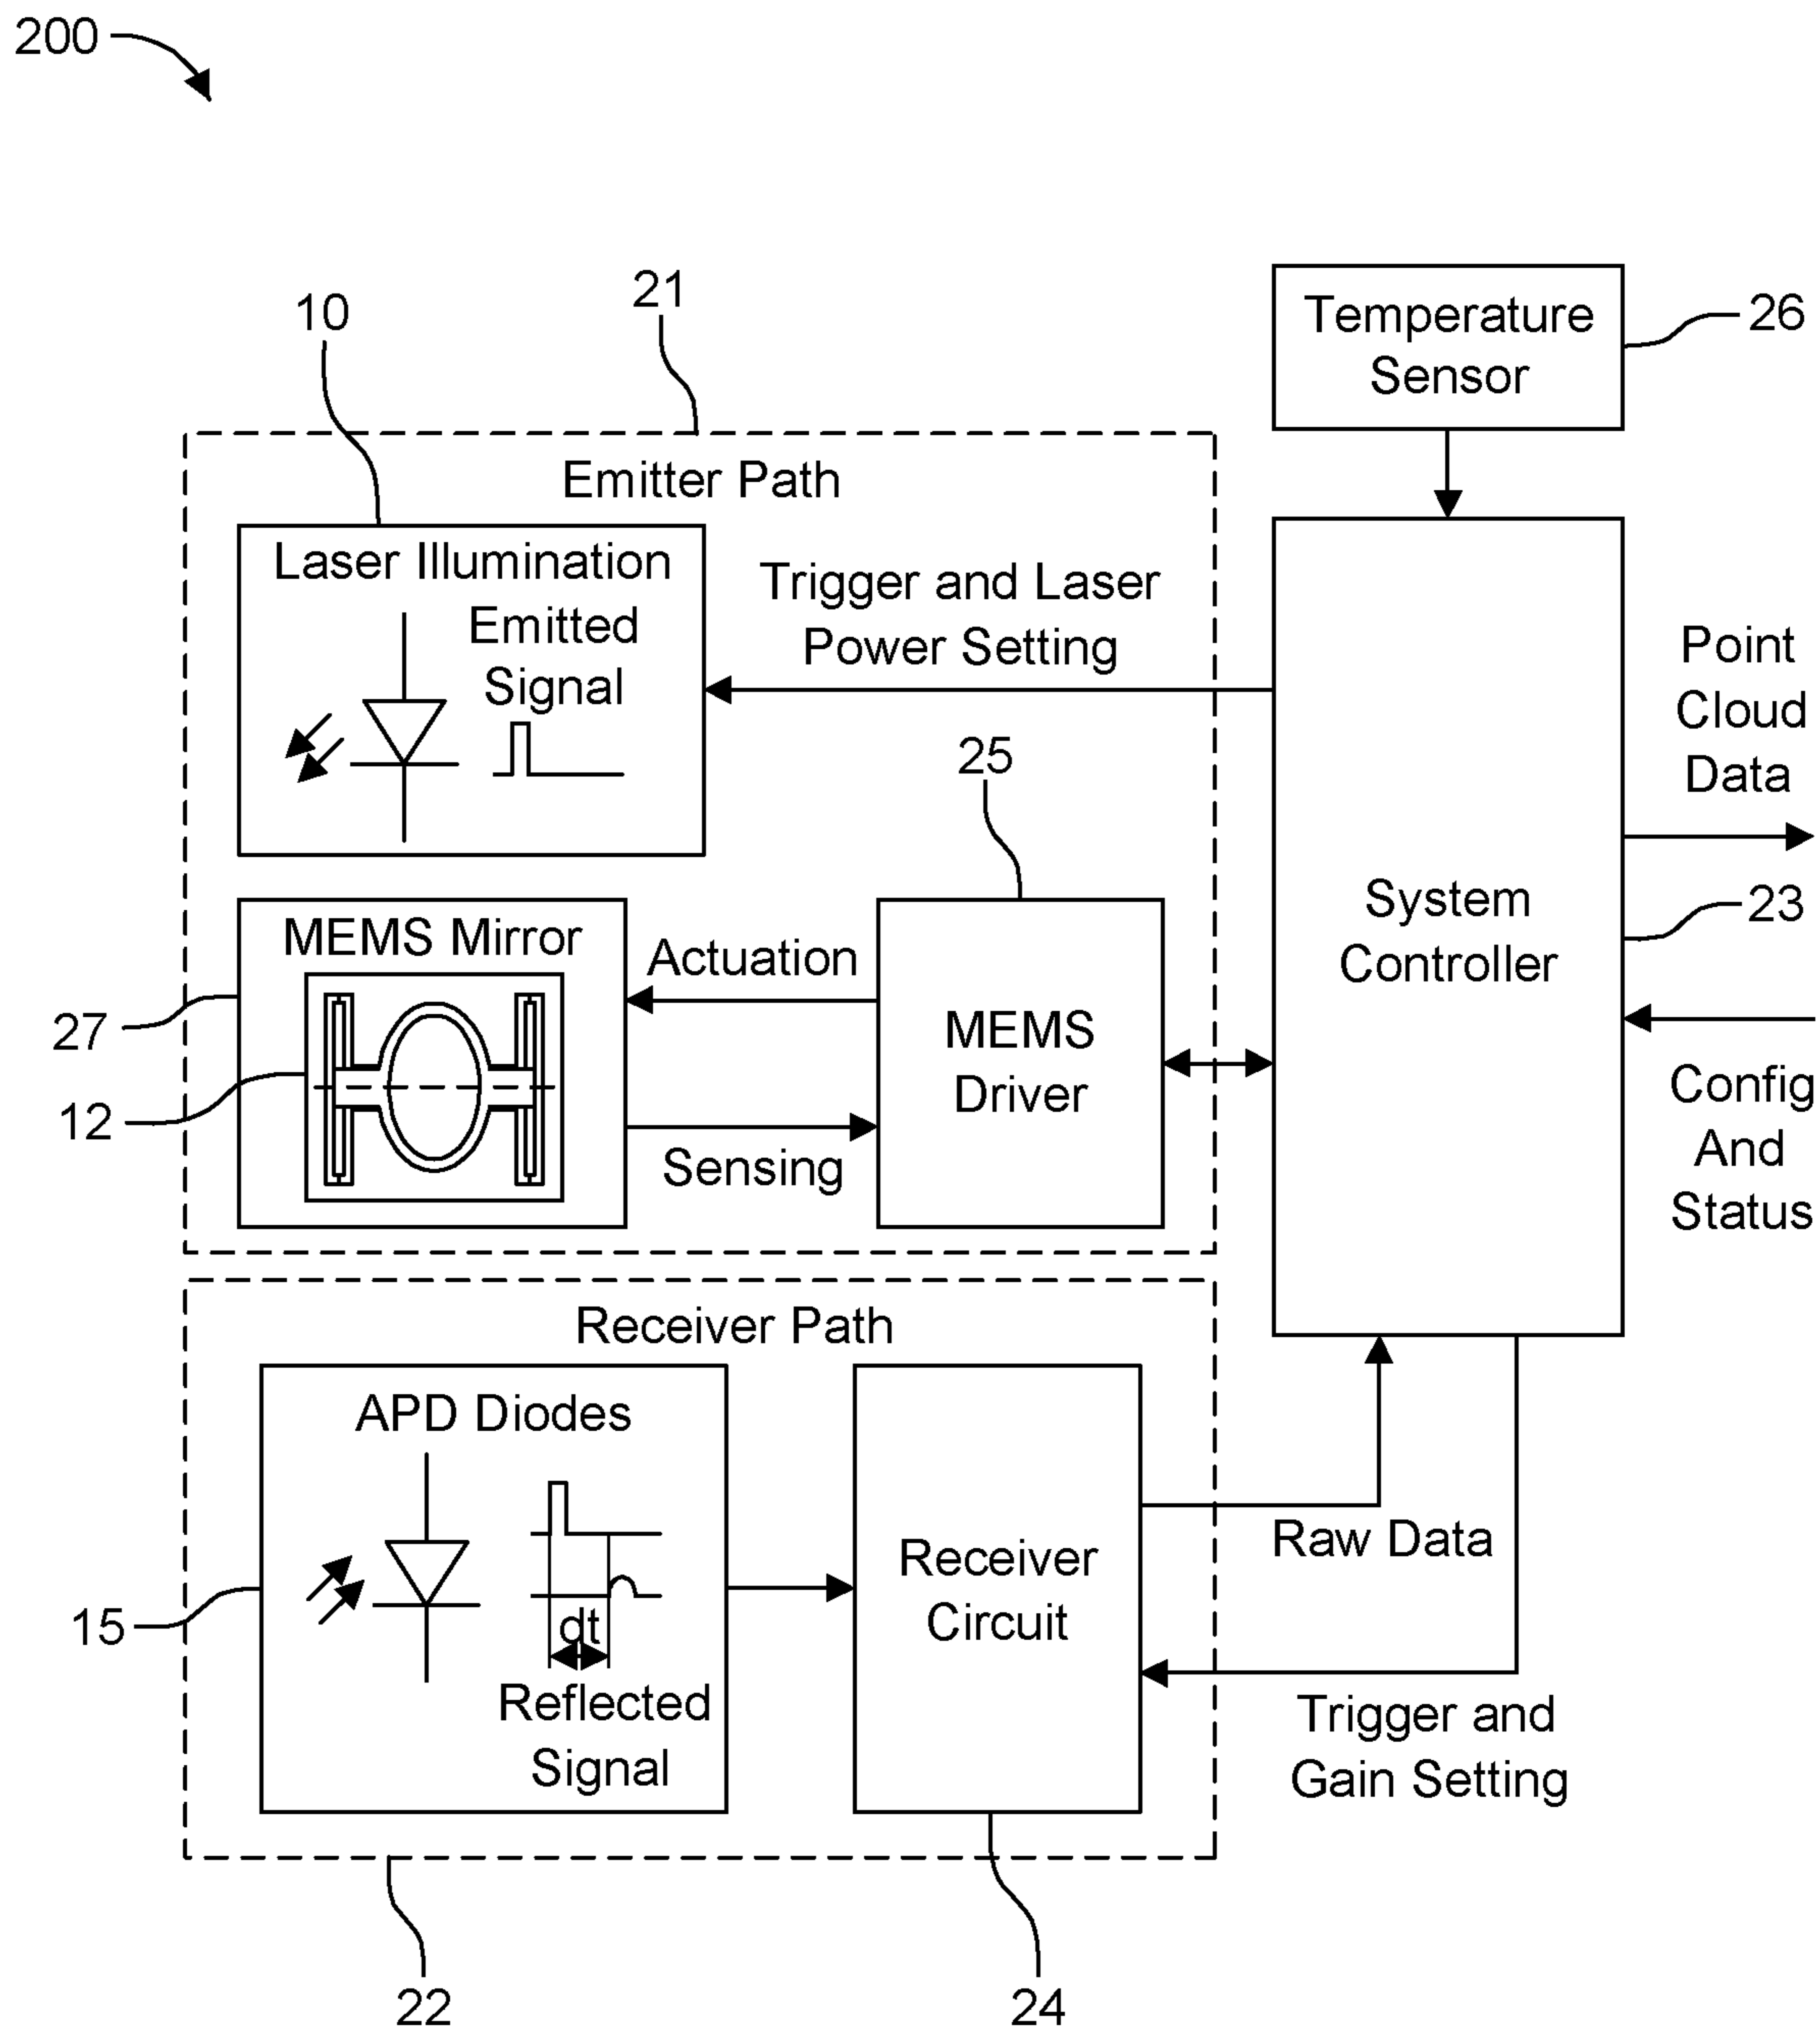 200
21
10
Temperature
Sensor
26
Emitter Path
Laser Illumination
Emitted
Signal
Trigger and Laser
Power Setting
Point
Cloud
Data
25
System
Controller
23
MEMS Mirror
Actuation
27
MEMS
Driver
12
Sensing
Config
And
Status
Receiver Path
APD Diodes
Raw Data
Receiver
Circuit
15
dt
Reflected
Signal
Trigger and
Gain Setting
22
24